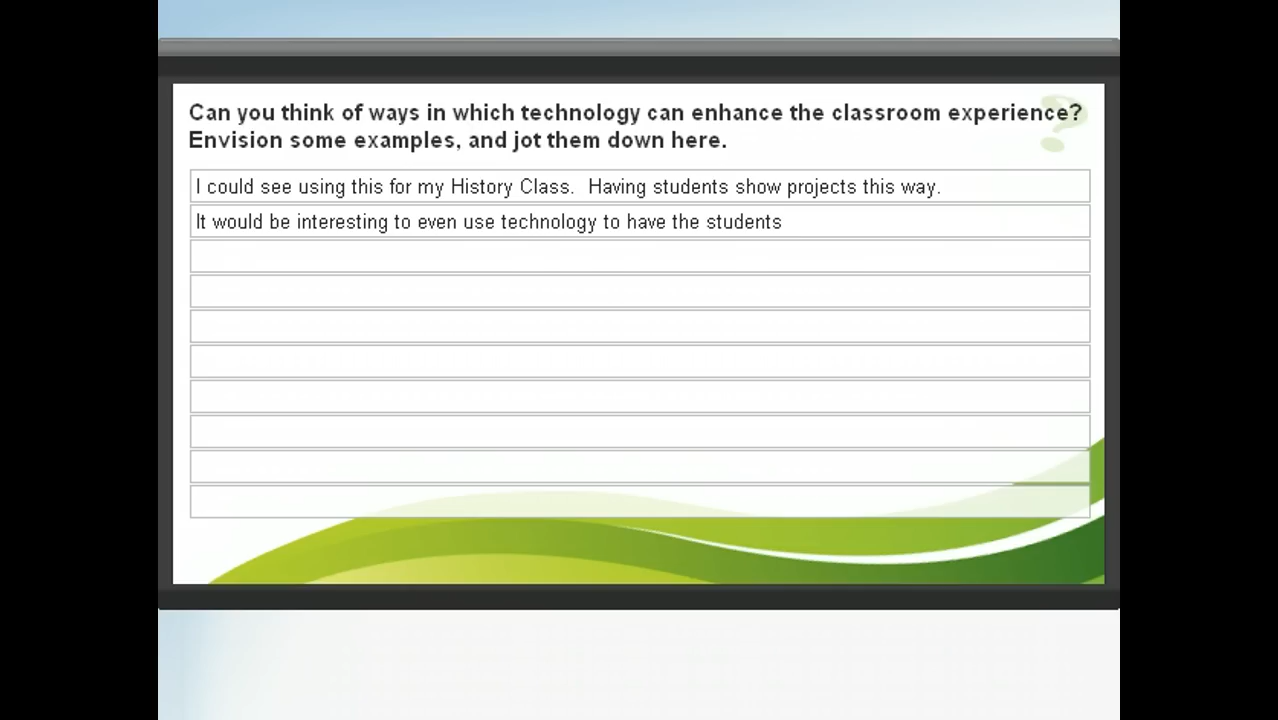 Can you think of ways in which technology can enhance the classroom experience?
Envision some examples, and jot them down here.
I could see using this for my History Class.  Having students show projects this way.
It would be interesting to even use technology to have the students